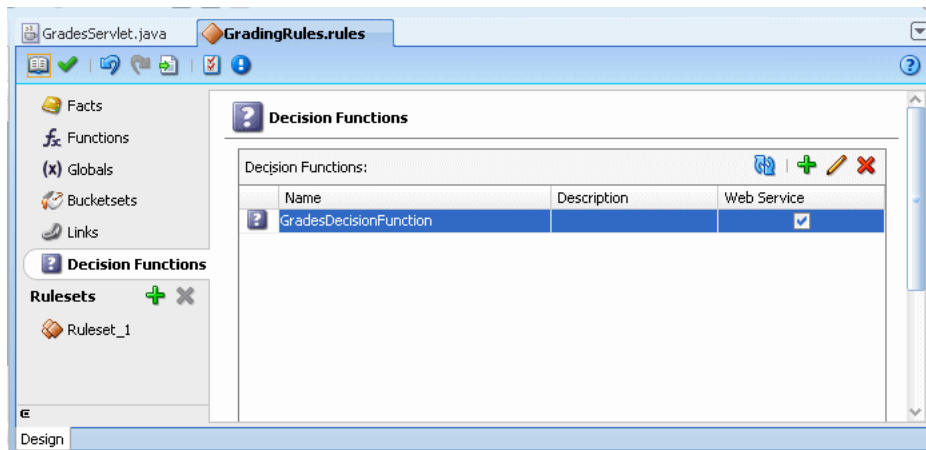 GradesServlet.java
GradingRules.rules
Facts
Functions
(x) Globals
Bucketsets
Links
Decision Functions
Rulesets
Ruleset_1
Decision Functions
Decision Functions:
Name Description Web Service
GradesDecisionFunction
Design